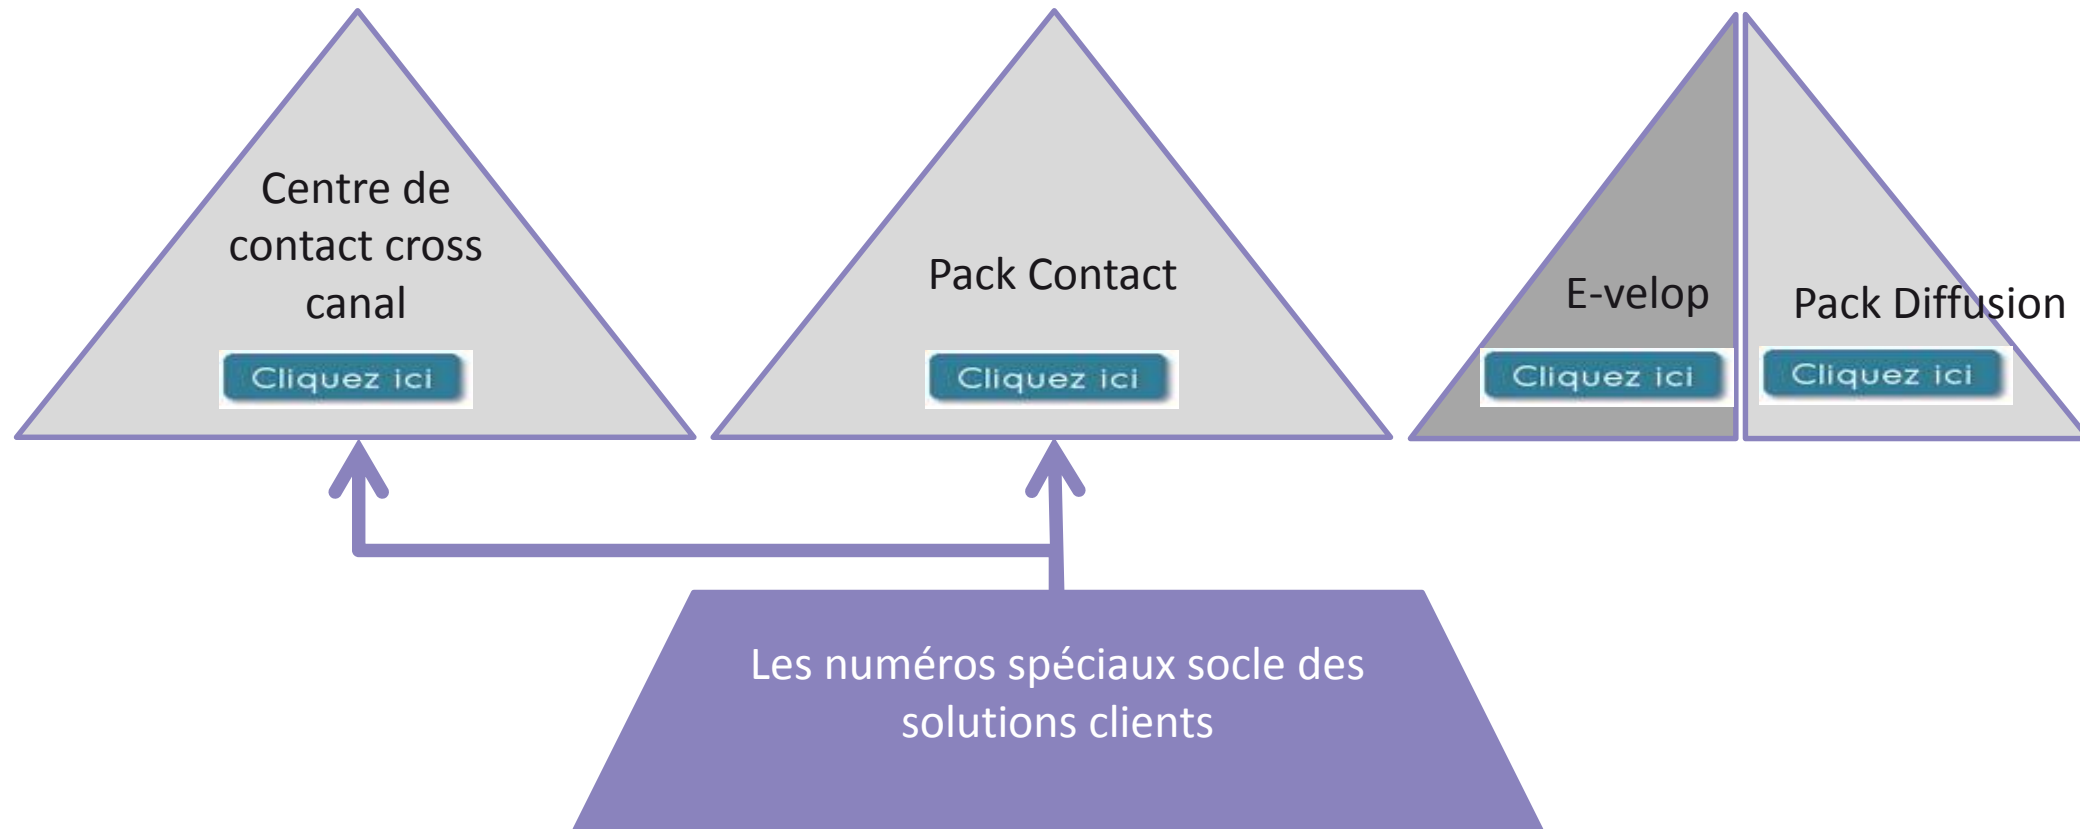 Centre de
contact cross
canal
Cliquez ici
Pack Contact
Cliquez ici
E-velop
Cliquez ici
Pack Diffusion
Cliquez ici
Les numéros spéciaux socle des
solutions clients